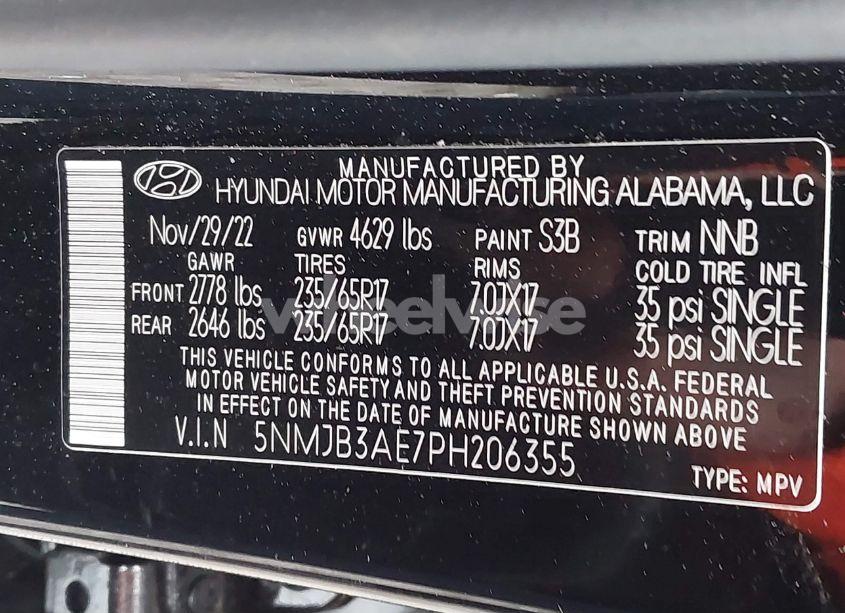 MANUFACTURED BY
HYUNDAI MOTOR MANUFACTURING ALABAMA, LLC
Nov/29/22 GVWR 4629 lbs PAINT S3B TRIM NNB
GAWR TIRES RIMS COLD TIRE INFL
FRONT 2778 lbs 235/65R17 7.0JX17 35 psi SINGLE
REAR 2646 lbs 235/65R17 7.0JX17 35 psi SINGLE
wheelwise
THIS VEHICLE CONFORMS TO ALL APPLICABLE U.S.A. FEDERAL
MOTOR VEHICLE SAFETY AND THEFT PREVENTION STANDARDS
IN EFFECT ON THE DATE OF MANUFACTURE SHOWN ABOVE.
V.I.N 5NMJB3AE7PH206355
TYPE: MPV